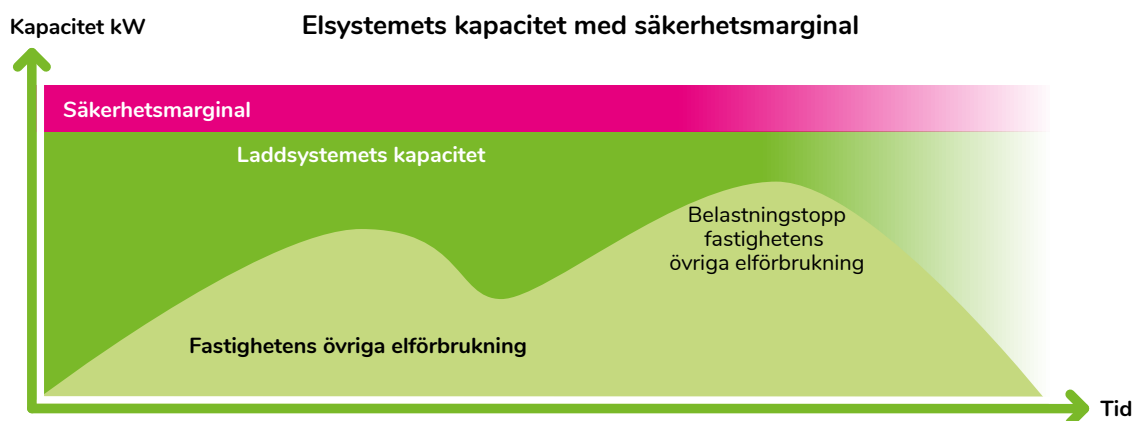 Elsystemets kapacitet med säkerhetsmarginal
Kapacitet kW
Säkerhetsmarginal
Laddsystemets kapacitet
Belastningstopp
fastighetens
övriga elförbrukning
Fastighetens övriga elförbrukning
Tid